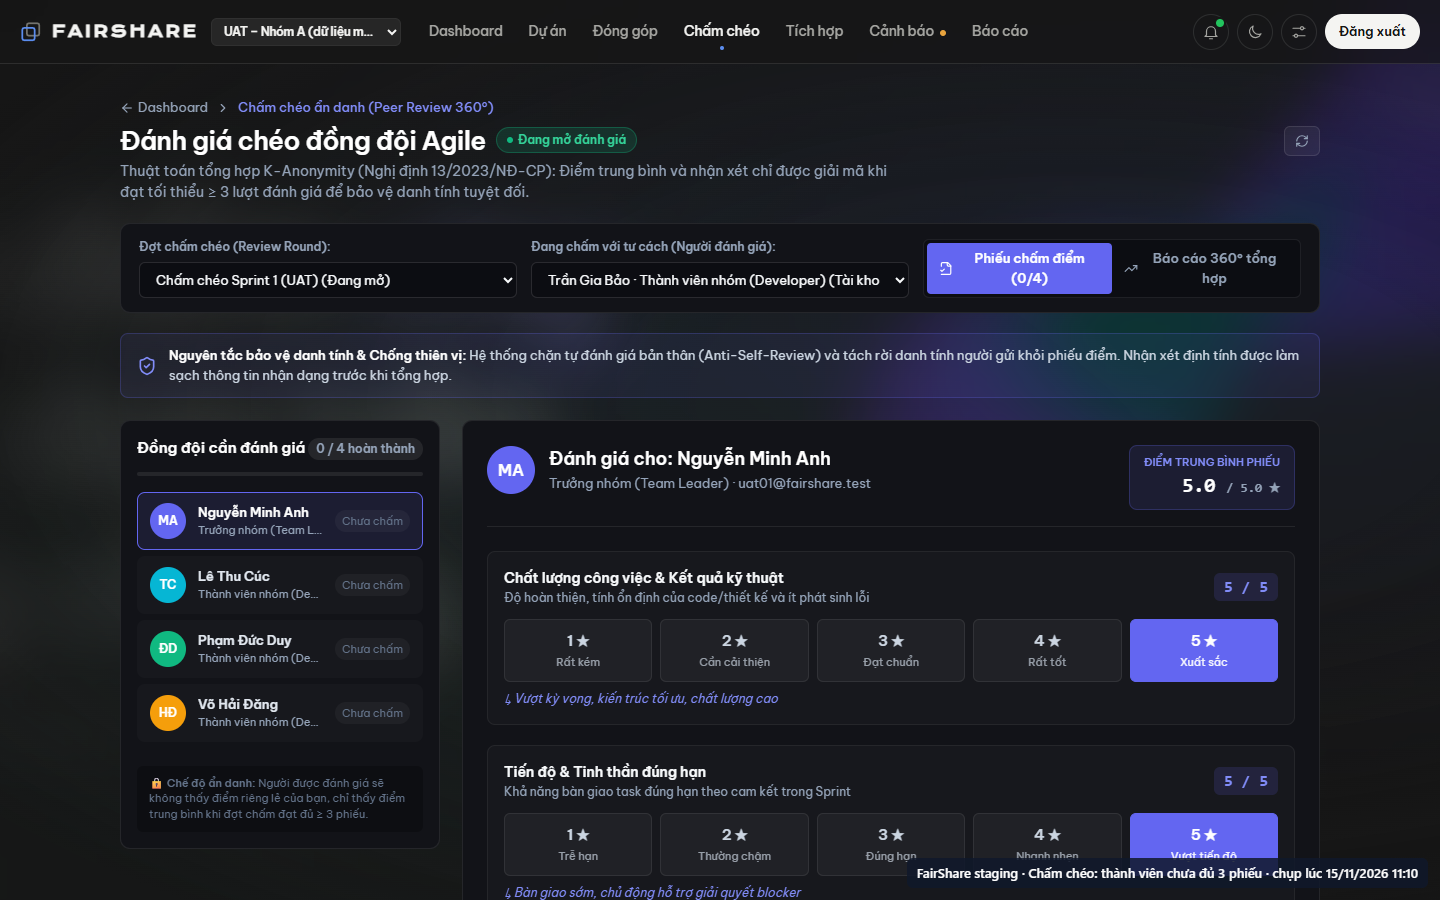 FAIRSHARE
UAT – Nhóm A (dữ liệu m...
Dashboard
Dự án
Đóng góp
Chấm chéo
Tích hợp
Cảnh báo
Báo cáo
Đăng xuất
← Dashboard > Chấm chéo ẩn danh (Peer Review 360°)
Đánh giá chéo đồng đội Agile
Đang mở đánh giá
Thuật toán tổng hợp K-Anonymity (Nghị định 13/2023/NĐ-CP): Điểm trung bình và nhận xét chỉ được giải mã khi
đạt tối thiểu ≥ 3 lượt đánh giá để bảo vệ danh tính tuyệt đối.
Đợt chấm chéo (Review Round):
Chấm chéo Sprint 1 (UAT) (Đang mở)
Đang chấm với tư cách (Người đánh giá):
Trần Gia Bảo · Thành viên nhóm (Developer) (Tài kho
Phiếu chấm điểm
(0/4)
Báo cáo 360° tổng
hợp
Nguyên tắc bảo vệ danh tính & Chống thiên vị: Hệ thống chặn tự đánh giá bản thân (Anti-Self-Review) và tách rời danh tính người gửi khỏi phiếu điểm. Nhận xét định tính được làm
sạch thông tin nhận dạng trước khi tổng hợp.
Đồng đội cần đánh giá
0 / 4 hoàn thành
MA
Nguyễn Minh Anh
Trưởng nhóm (Team L...
Chưa chấm
TC
Lê Thu Cúc
Thành viên nhóm (De...
Chưa chấm
ĐD
Phạm Đức Duy
Thành viên nhóm (De...
Chưa chấm
HĐ
Võ Hải Đăng
Thành viên nhóm (De...
Chưa chấm
🔒 Chế độ ẩn danh: Người được đánh giá sẽ
không thấy điểm riêng lẻ của bạn, chỉ thấy điểm
trung bình khi đợt chấm đạt đủ ≥ 3 phiếu.
MA
Đánh giá cho: Nguyễn Minh Anh
Trưởng nhóm (Team Leader) · uat01@fairshare.test
ĐIỂM TRUNG BÌNH PHIẾU
5.0 / 5.0 ★
Chất lượng công việc & Kết quả kỹ thuật
Độ hoàn thiện, tính ổn định của code/thiết kế và ít phát sinh lỗi
5 / 5
1 ★
Rất kém
2 ★
Cần cải thiện
3 ★
Đạt chuẩn
4 ★
Rất tốt
5 ★
Xuất sắc
↳ Vượt kỳ vọng, kiến trúc tối ưu, chất lượng cao
Tiến độ & Tinh thần đúng hạn
Khả năng bàn giao task đúng hạn theo cam kết trong Sprint
5 / 5
1 ★
Trễ hạn
2 ★
Thường chậm
3 ★
Đúng hạn
4 ★
Nhanh nhẹn
5 ★
Vượt tiến độ
↳ Bàn giao sớm, chủ động hỗ trợ giải quyết blocker
FairShare staging · Chấm chéo: thành viên chưa đủ 3 phiếu · chụp lúc 15/11/2026 11:10